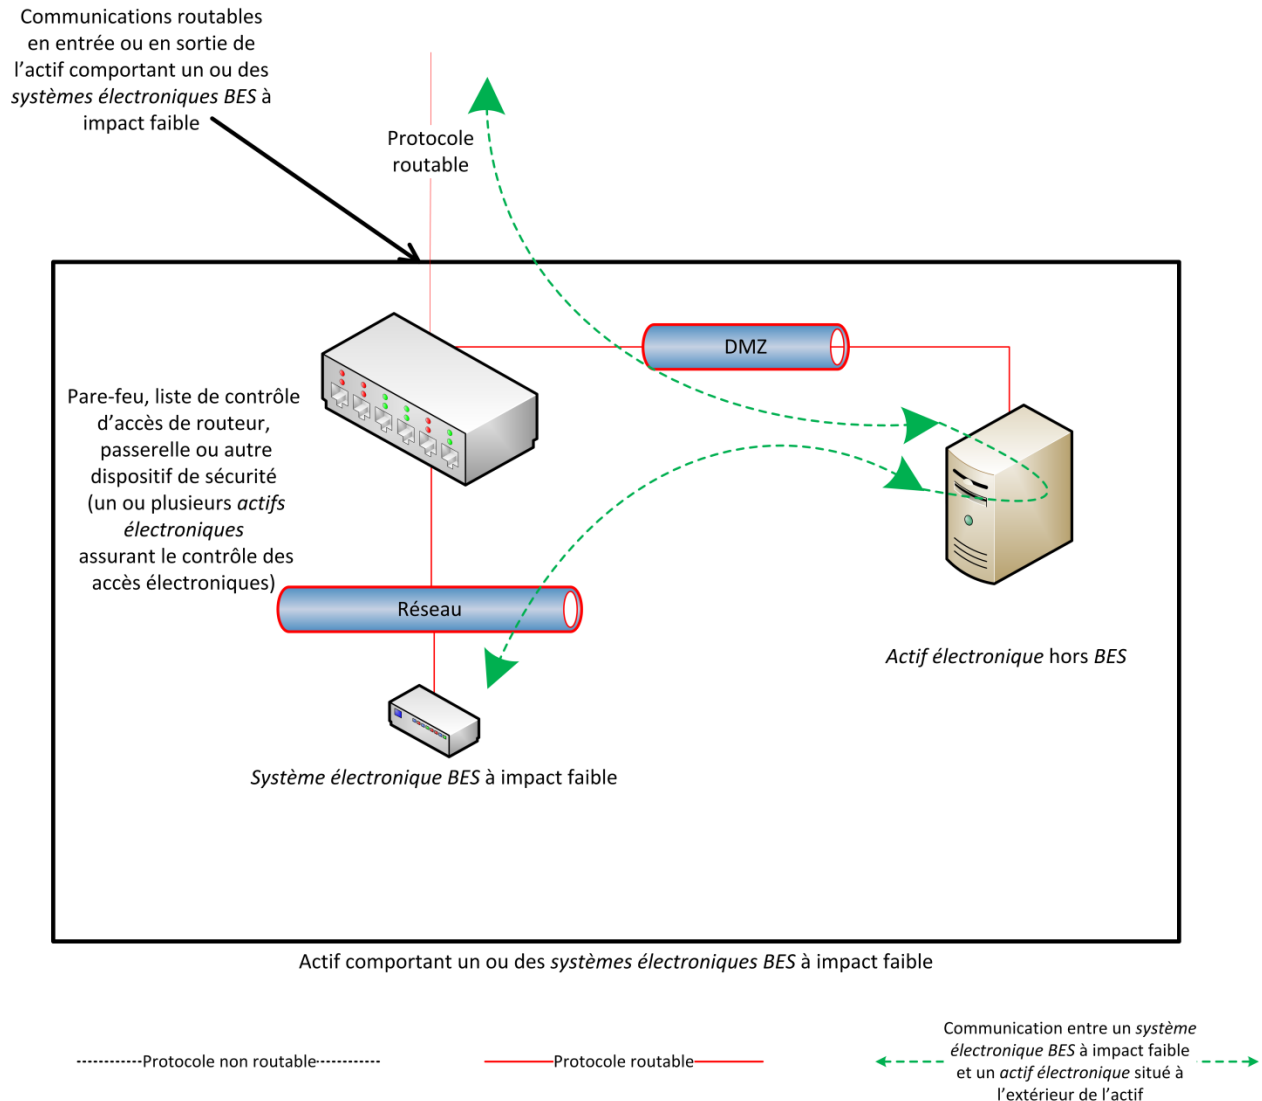 Communications routables
en entrée ou en sortie de
l’actif comportant un ou des
systèmes électroniques BES à
impact faible
Protocole
routable
DMZ
Pare-feu, liste de contrôle
d’accès de routeur,
passerelle ou autre
dispositif de sécurité
(un ou plusieurs actifs
électroniques
assurant le contrôle des
accès électroniques)
Réseau
Actif électronique hors BES
Système électronique BES à impact faible
Actif comportant un ou des systèmes électroniques BES à impact faible
Protocole non routable
Protocole routable
Communication entre un système
électronique BES à impact faible
et un actif électronique situé à
l’extérieur de l’actif